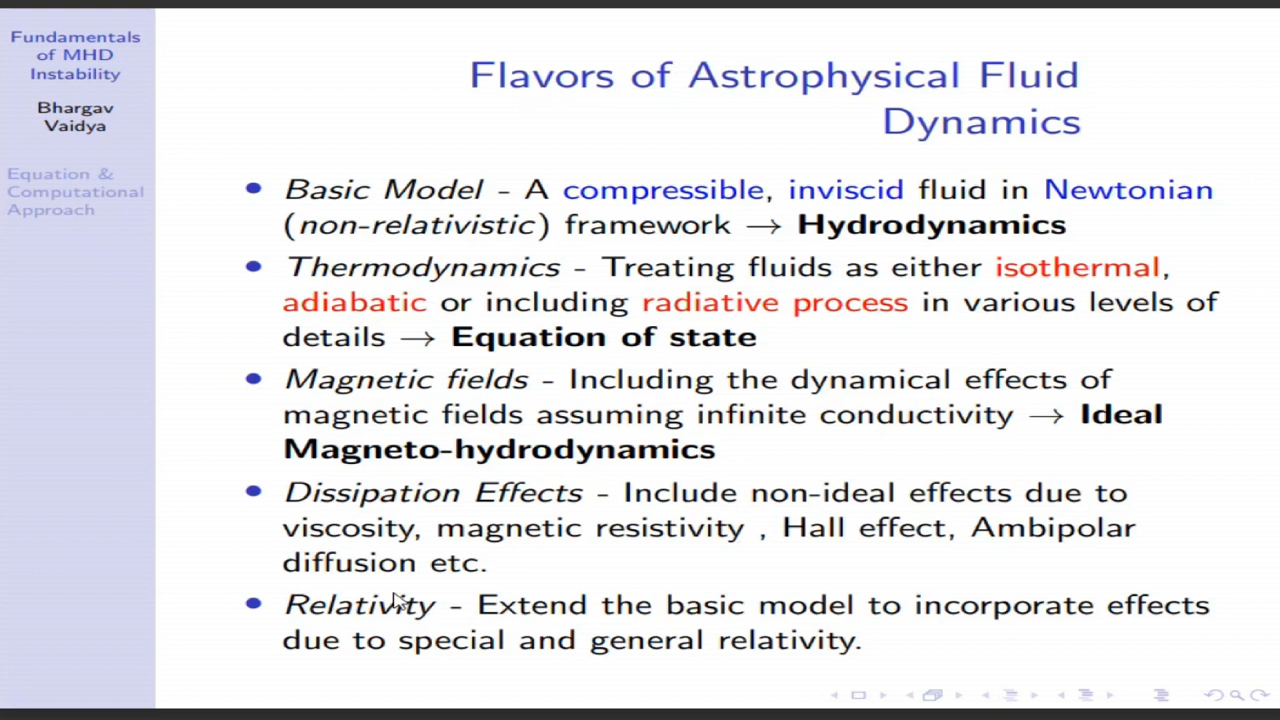 Fundamentals
of MHD
Instability
Bhargav
Vaidya
Equation &
Computational
Approach
Flavors of Astrophysical Fluid
Dynamics
• Basic Model - A compressible, inviscid fluid in Newtonian
(non-relativistic) framework → Hydrodynamics
• Thermodynamics - Treating fluids as either isothermal,
adiabatic or including radiative process in various levels of
details → Equation of state
• Magnetic fields - Including the dynamical effects of
magnetic fields assuming infinite conductivity → Ideal
Magneto-hydrodynamics
• Dissipation Effects - Include non-ideal effects due to
viscosity, magnetic resistivity , Hall effect, Ambipolar
diffusion etc.
• Relativity - Extend the basic model to incorporate effects
due to special and general relativity.